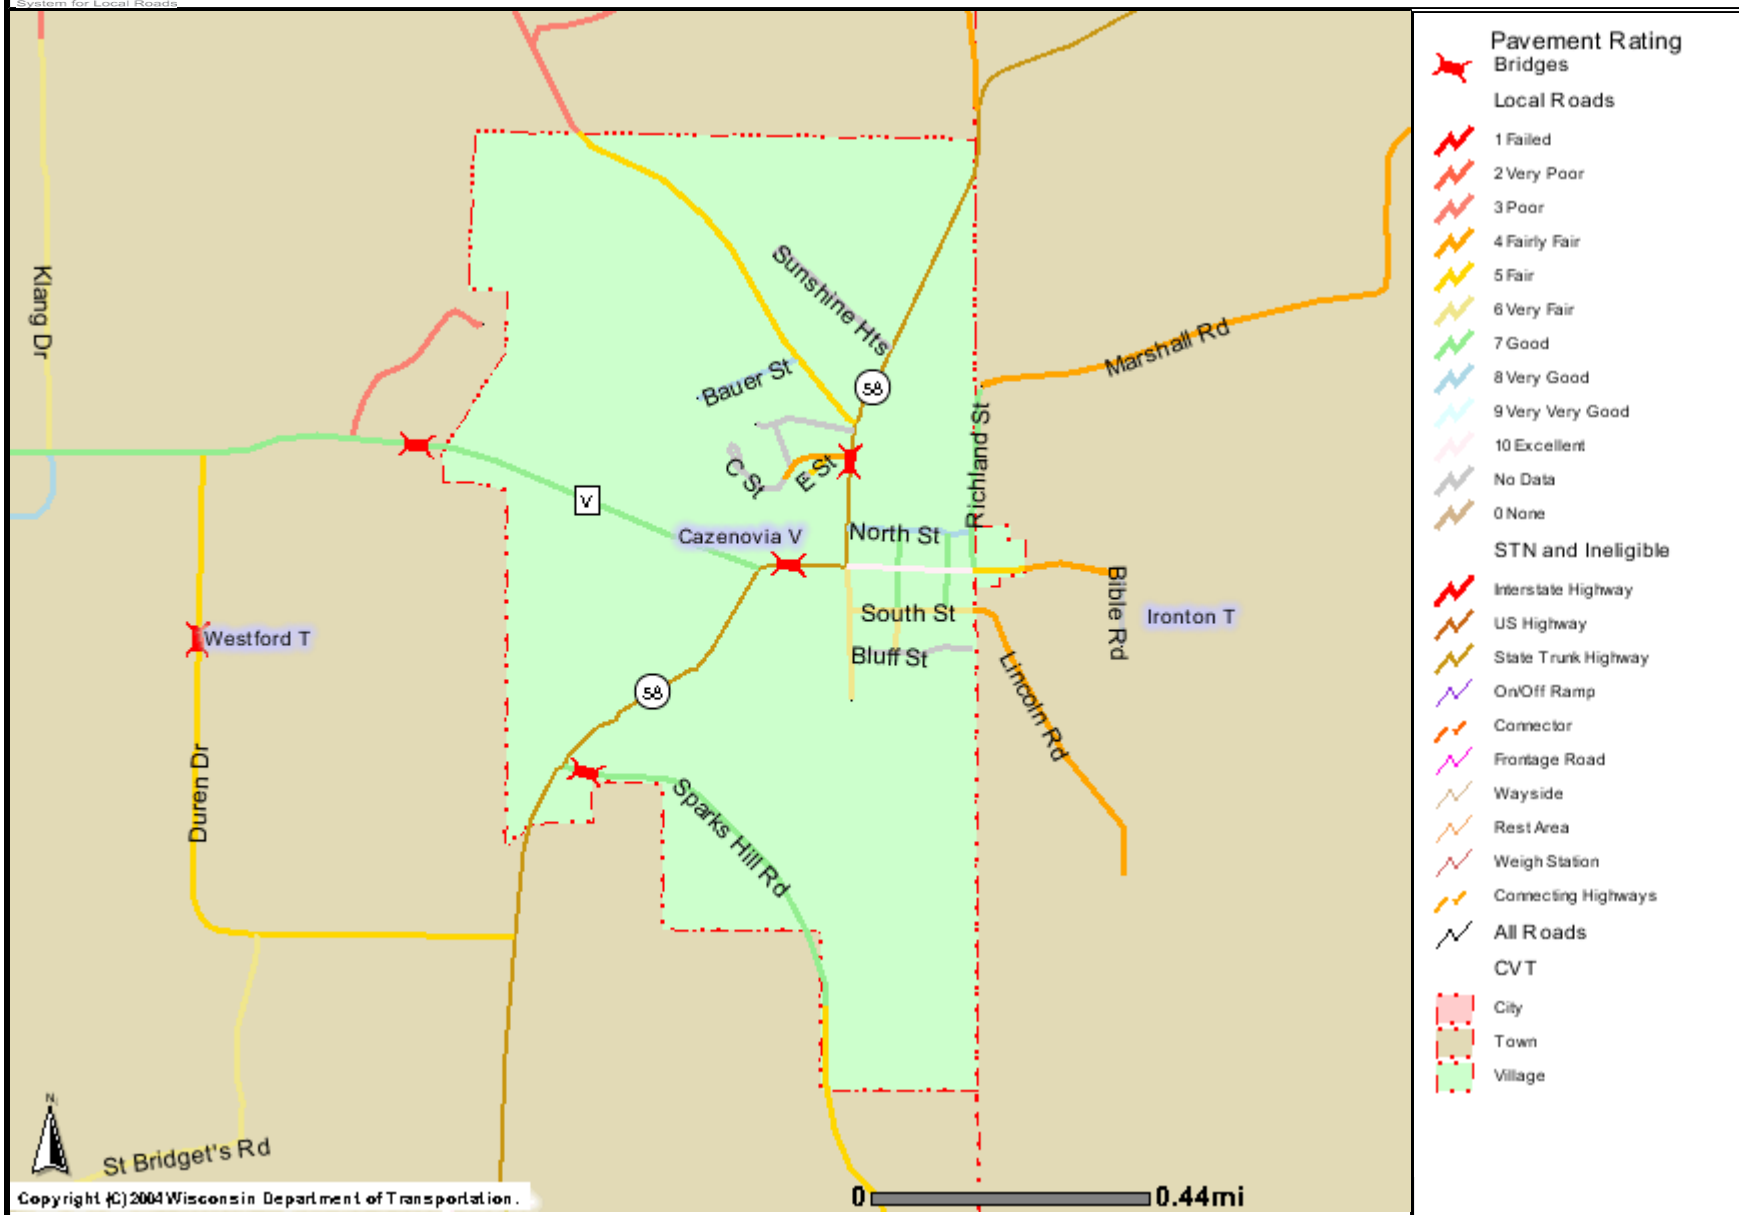 System for Local Roads
Pavement Rating
Bridges
Local Roads
1 Failed
2 Very Poor
3 Poor
4 Fairly Fair
5 Fair
6 Very Fair
7 Good
8 Very Good
9 Very Very Good
10 Excellent
No Data
0 None
STN and Ineligible
Interstate Highway
US Highway
State Trunk Highway
On/Off Ramp
Connector
Frontage Road
Wayside
Rest Area
Weigh Station
Connecting Highways
All Roads
CVT
City
Town
Village
Klang Dr
Sunshine Hts
Marshall Rd
Bauer St
58
Richland St
C St
E St
V
Cazenovia V
North St
Bible Rd
Ironton T
South St
Westford T
Bluff St
Lincoln Rd
58
Duren Dr
Sparks Hill Rd
N
St Bridget's Rd
Copyright (C) 2004 Wisconsin Department of Transportation.
0 0.44mi